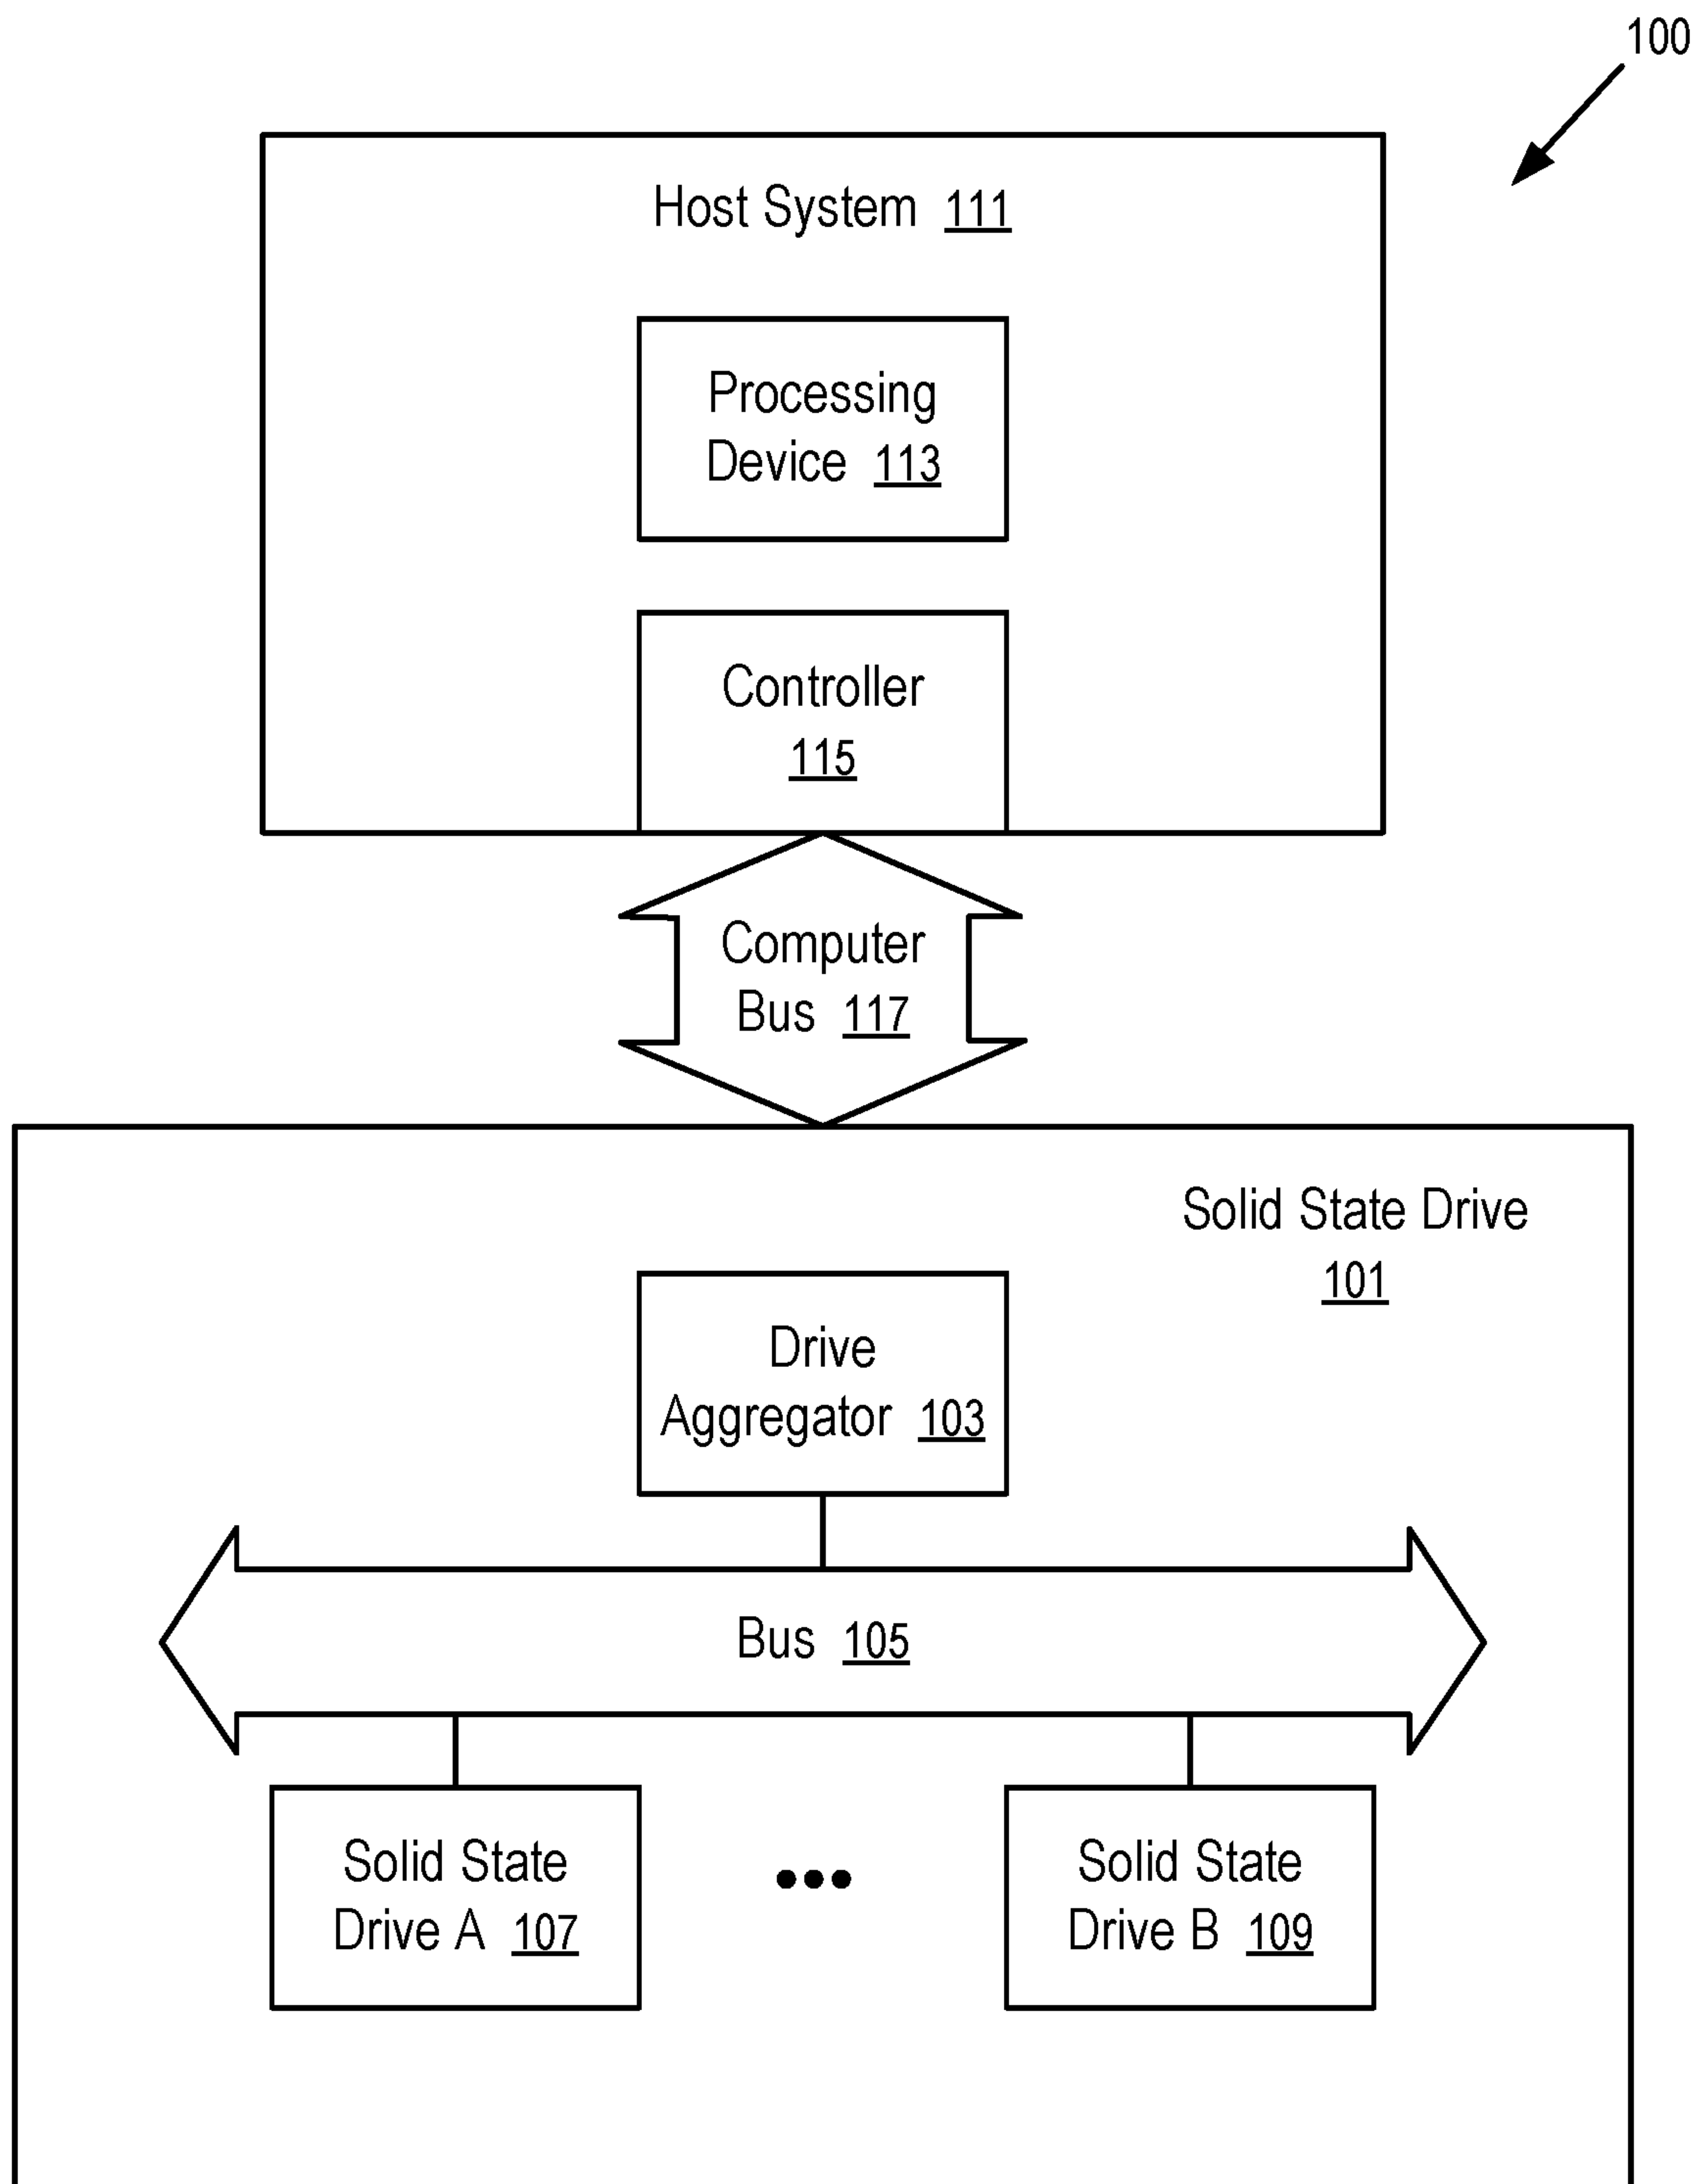 100
Host System 111
Processing
Device 113
Controller
115
Computer
Bus 117
Solid State Drive
101
Drive
Aggregator 103
Bus 105
Solid State
Drive A 107
Solid State
Drive B 109